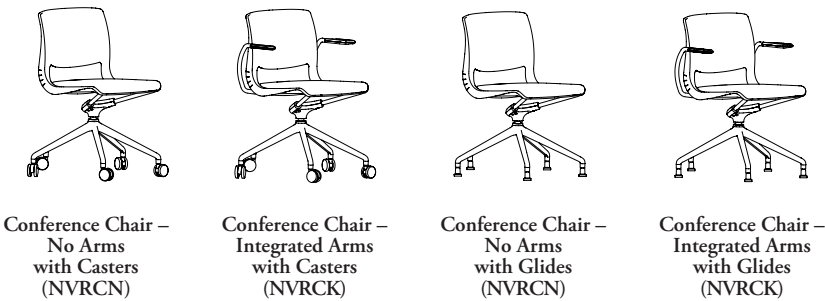 Conference Chair –
No Arms
with Casters
(NVRCN)
Conference Chair –
Integrated Arms
with Casters
(NVRCK)
Conference Chair –
No Arms
with Glides
(NVRCN)
Conference Chair –
Integrated Arms
with Glides
(NVRCK)